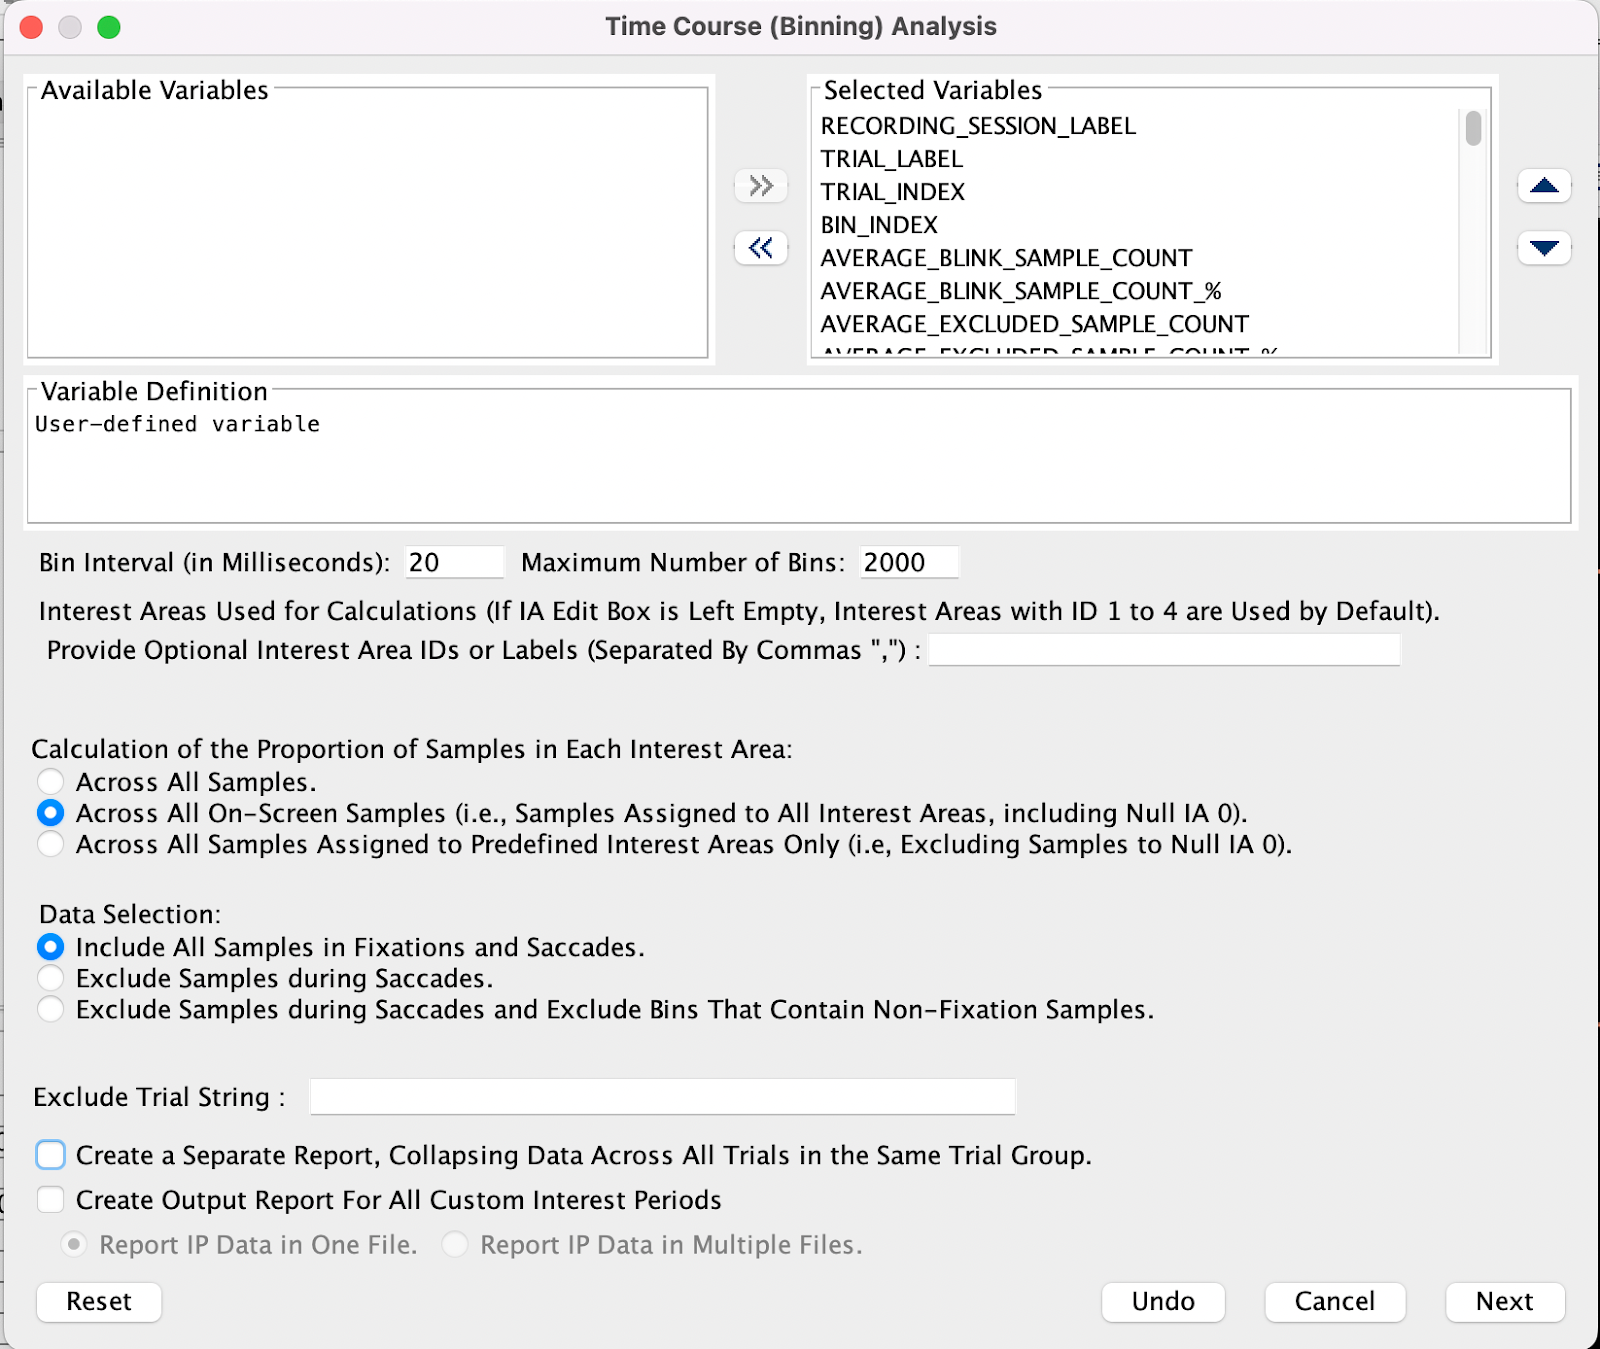 Time Course (Binning) Analysis
Available Variables
Selected Variables
RECORDING_SESSION_LABEL
TRIAL_LABEL
TRIAL_INDEX
BIN_INDEX
AVERAGE_BLINK_SAMPLE_COUNT
AVERAGE_BLINK_SAMPLE_COUNT_%
AVERAGE_EXCLUDED_SAMPLE_COUNT
AVERAGE_EXCLUDED_SAMPLE_COUNT_%
Variable Definition
User-defined variable
Bin Interval (in Milliseconds): 20 Maximum Number of Bins: 2000
Interest Areas Used for Calculations (If IA Edit Box is Left Empty, Interest Areas with ID 1 to 4 are Used by Default).
Provide Optional Interest Area IDs or Labels (Separated By Commas ",") :
Calculation of the Proportion of Samples in Each Interest Area:
Across All Samples.
Across All On-Screen Samples (i.e., Samples Assigned to All Interest Areas, including Null IA 0).
Across All Samples Assigned to Predefined Interest Areas Only (i.e, Excluding Samples to Null IA 0).
Data Selection:
Include All Samples in Fixations and Saccades.
Exclude Samples during Saccades.
Exclude Samples during Saccades and Exclude Bins That Contain Non-Fixation Samples.
Exclude Trial String :
Create a Separate Report, Collapsing Data Across All Trials in the Same Trial Group.
Create Output Report For All Custom Interest Periods
Report IP Data in One File. Report IP Data in Multiple Files.
Reset Undo Cancel Next